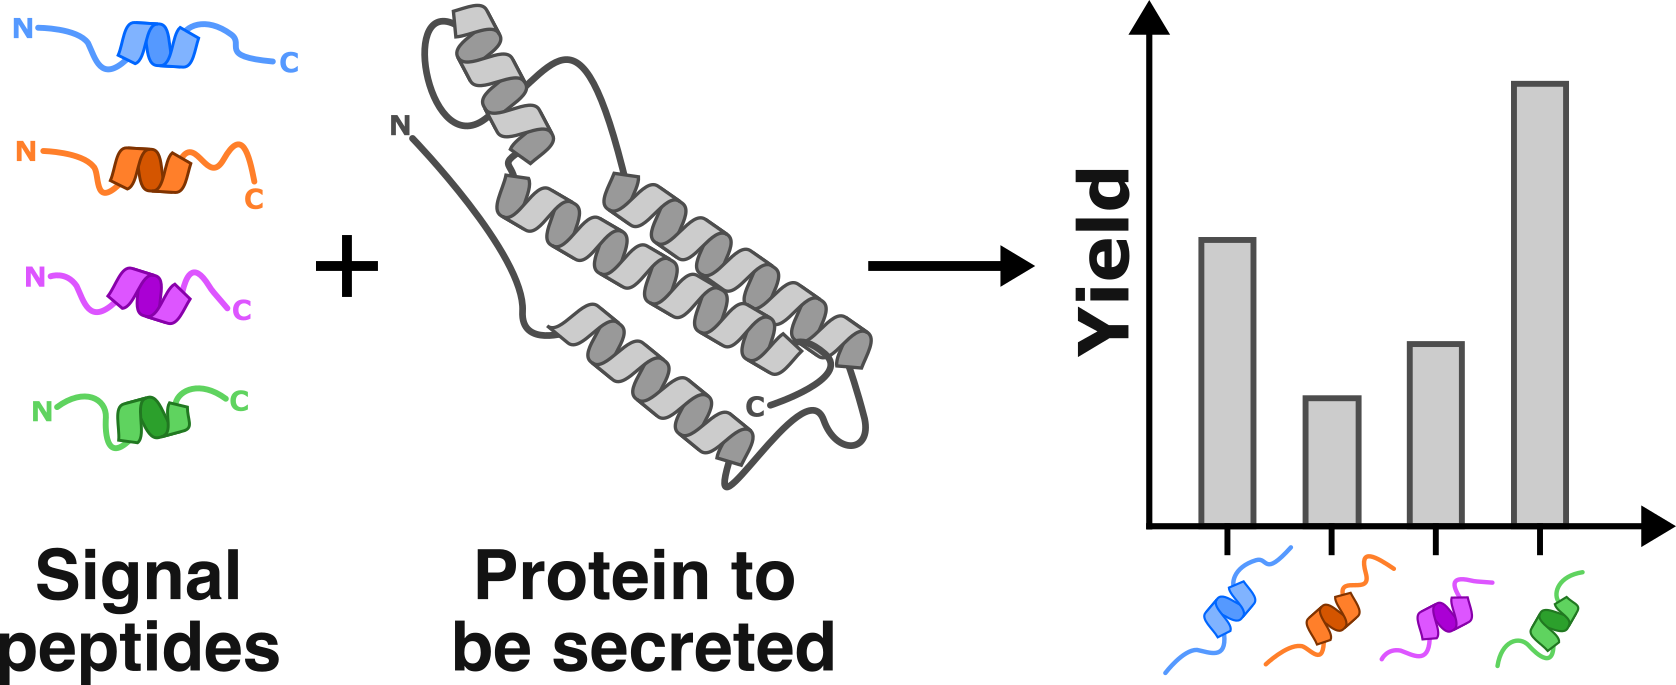 N
C
N
C
N
C
N
C
Signal
peptides
N
C
Protein to
be secreted
Yield